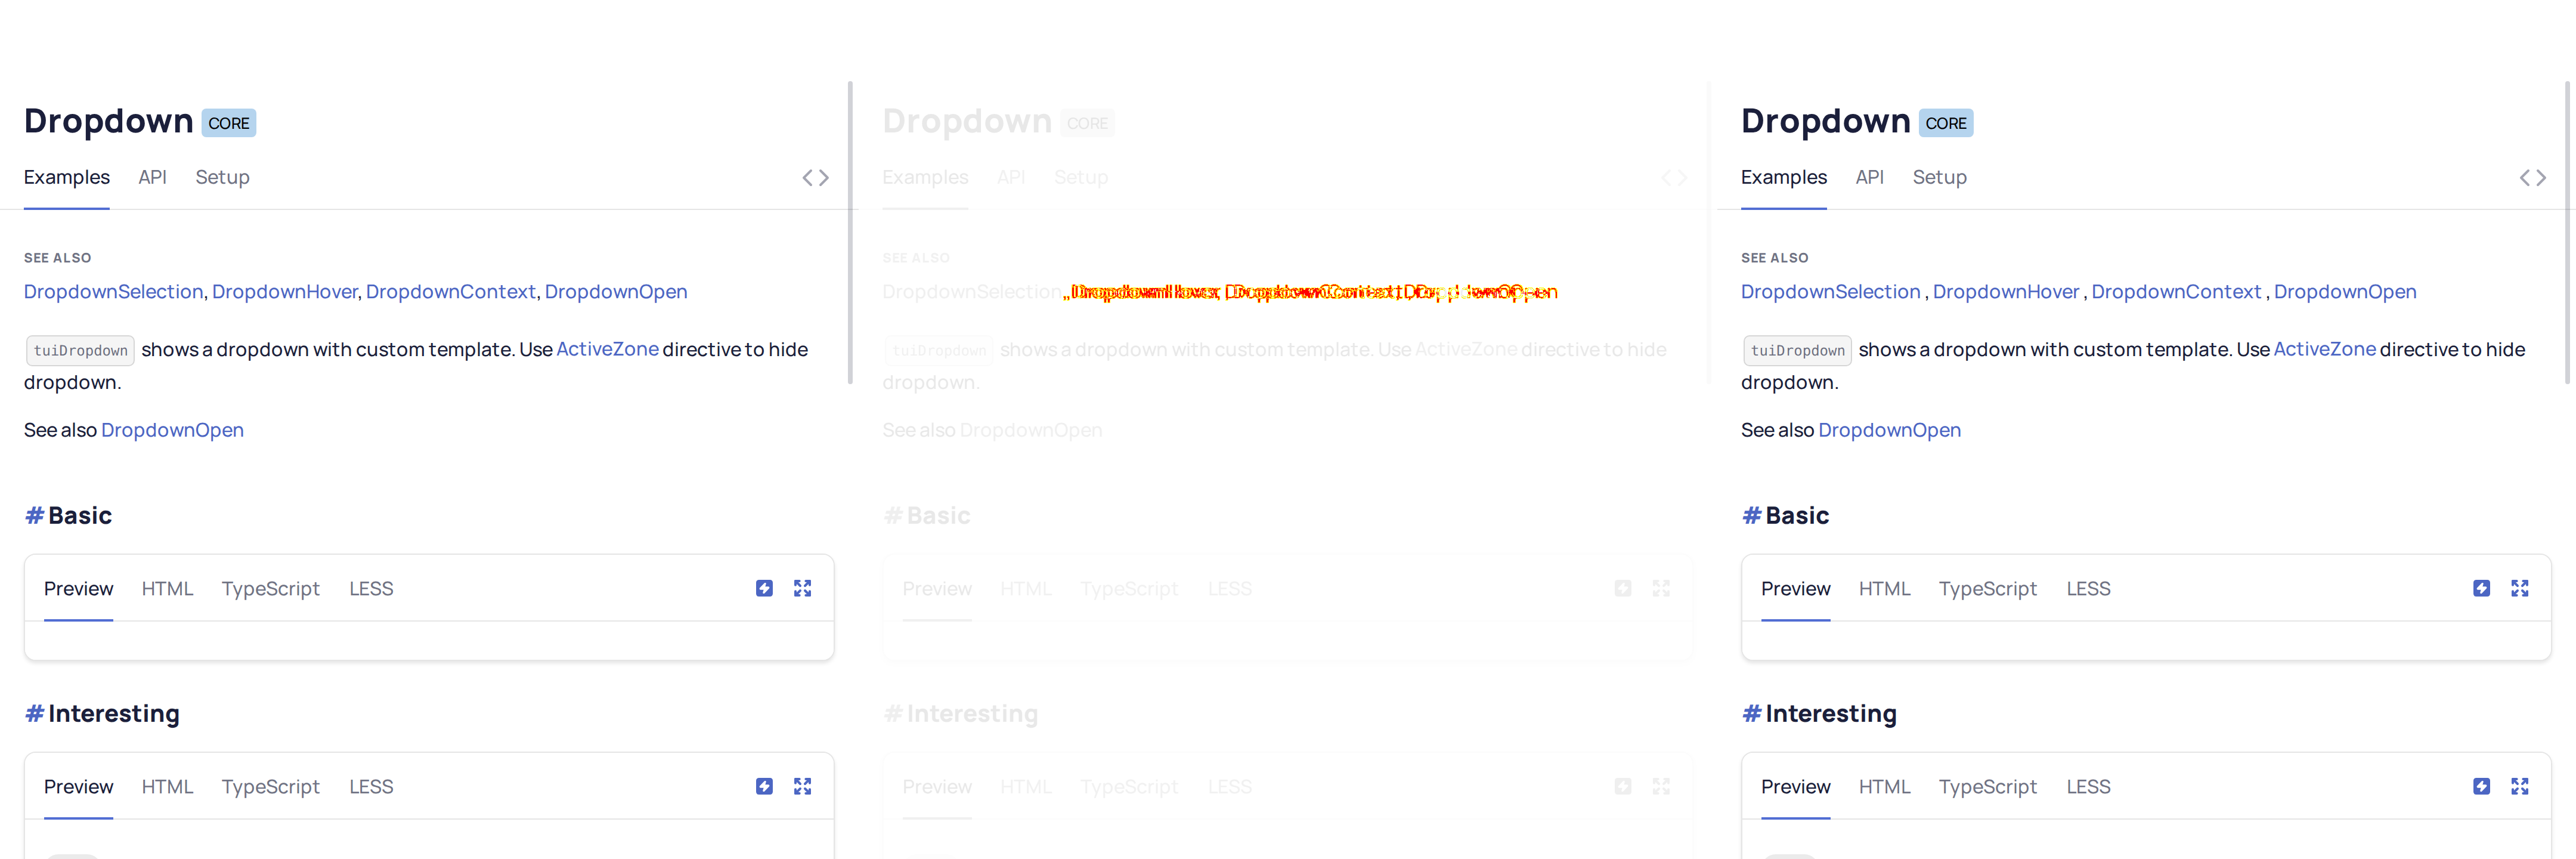 Dropdown CORE
Examples API Setup
SEE ALSO
DropdownSelection, DropdownHover, DropdownContext, DropdownOpen
tuiDropdown shows a dropdown with custom template. Use ActiveZone directive to hide
dropdown.
See also DropdownOpen
# Basic
Preview HTML TypeScript LESS
# Interesting
Preview HTML TypeScript LESS
Dropdown CORE
Examples API Setup
SEE ALSO
DropdownSelection
tuiDropdown shows a dropdown with custom template. Use ActiveZone directive to hide
dropdown.
See also DropdownOpen
# Basic
Preview HTML TypeScript LESS
# Interesting
Preview HTML TypeScript LESS
Dropdown CORE
Examples API Setup
SEE ALSO
DropdownSelection , DropdownHover , DropdownContext , DropdownOpen
tuiDropdown shows a dropdown with custom template. Use ActiveZone directive to hide
dropdown.
See also DropdownOpen
# Basic
Preview HTML TypeScript LESS
# Interesting
Preview HTML TypeScript LESS